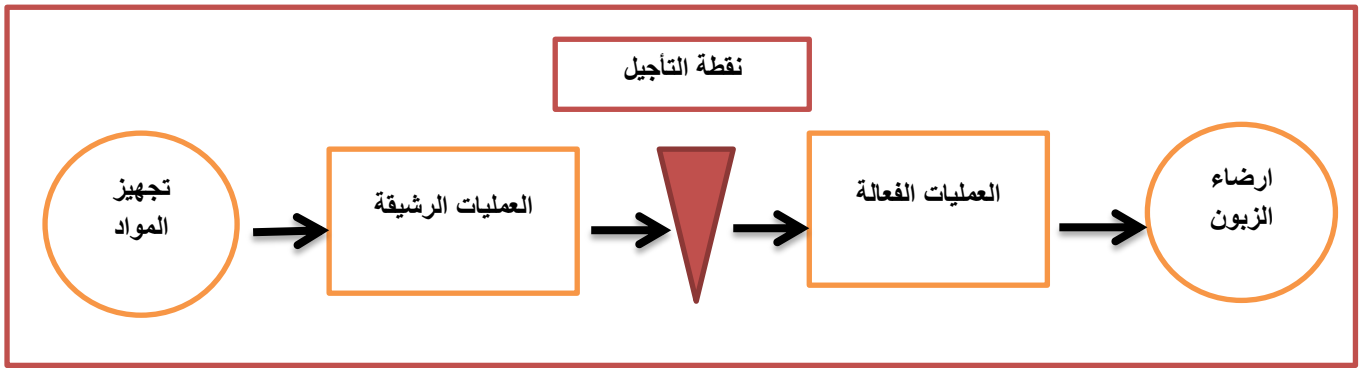 نقطة التأجيل
تجهيز
المواد
العمليات الرشيقة
العمليات الفعالة
ارضاء
الزبون